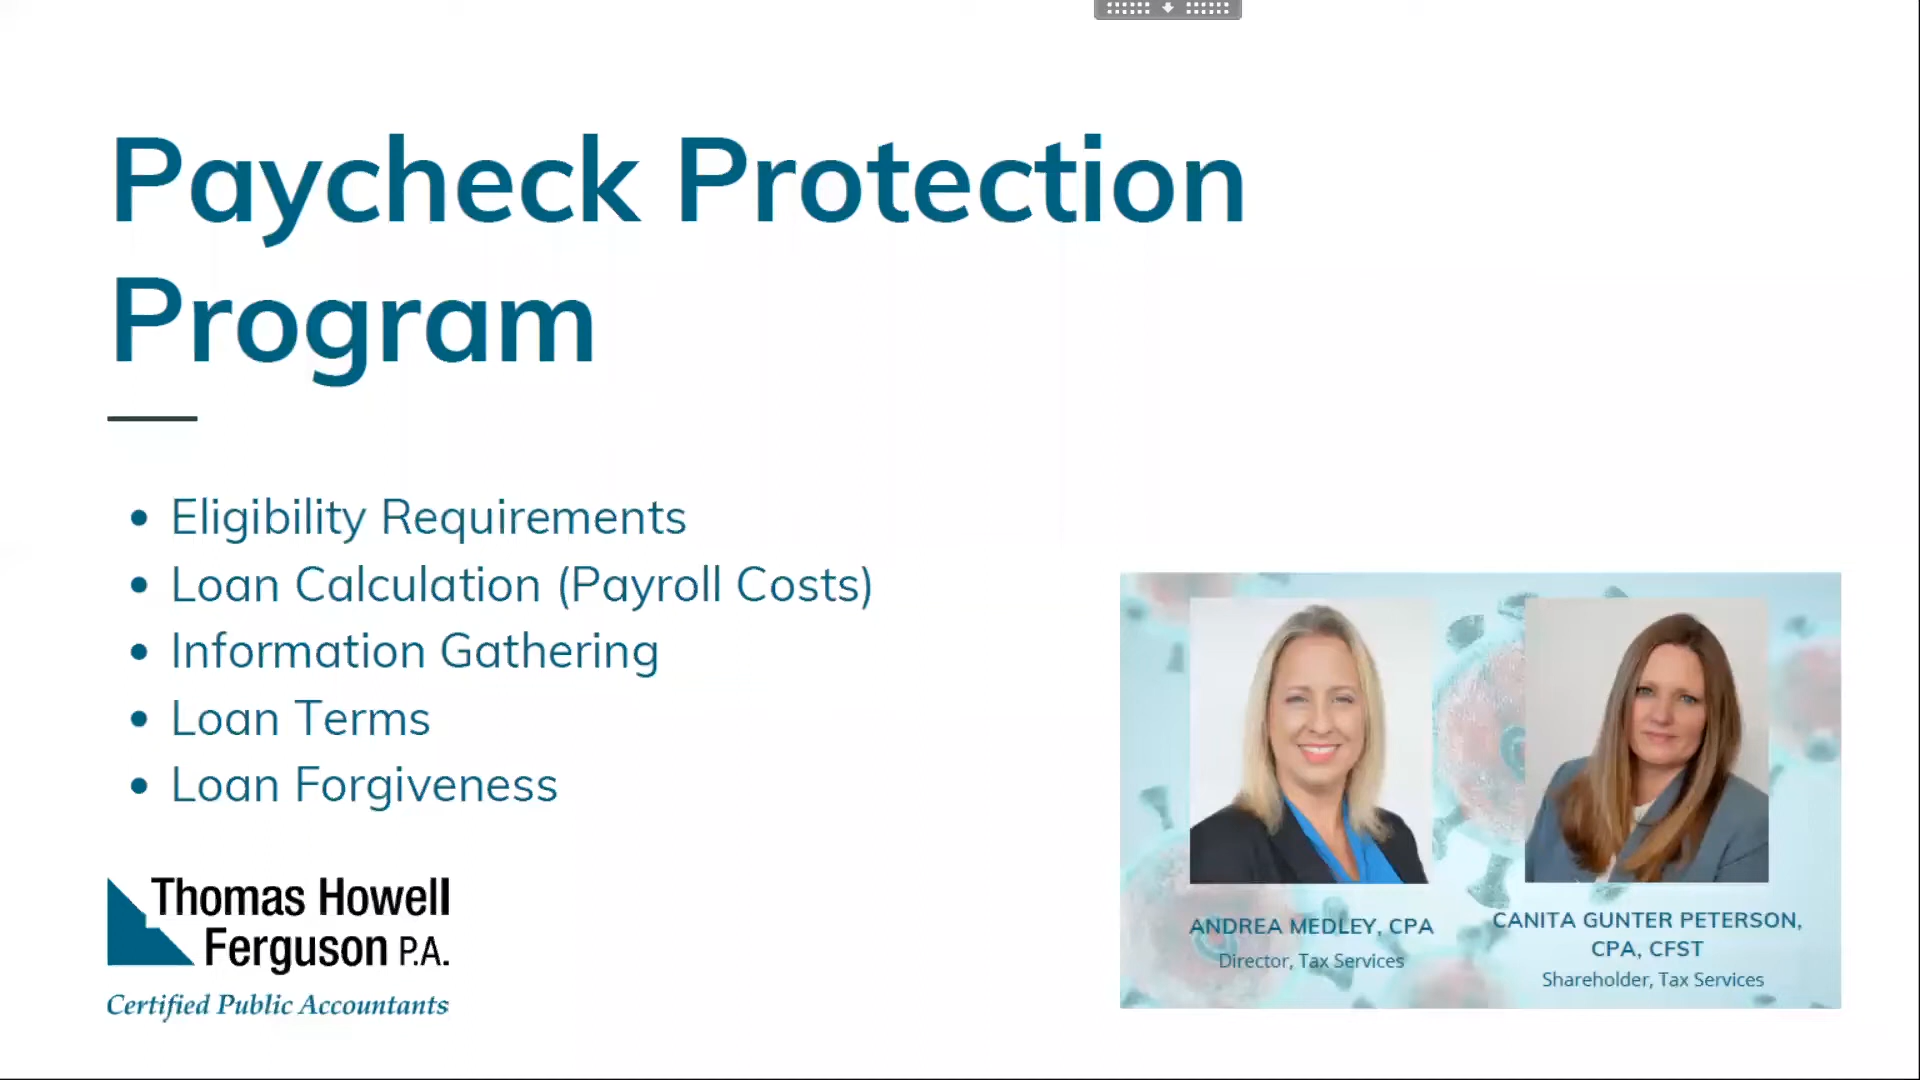 Paycheck Protection
Program
• Eligibility Requirements
• Loan Calculation (Payroll Costs)
• Information Gathering
• Loan Terms
• Loan Forgiveness
Thomas Howell
Ferguson P.A.
Certified Public Accountants
ANDREA MEDLEY, CPA
Director, Tax Services
CANITA GUNTER PETERSON,
CPA, CFST
Shareholder, Tax Services